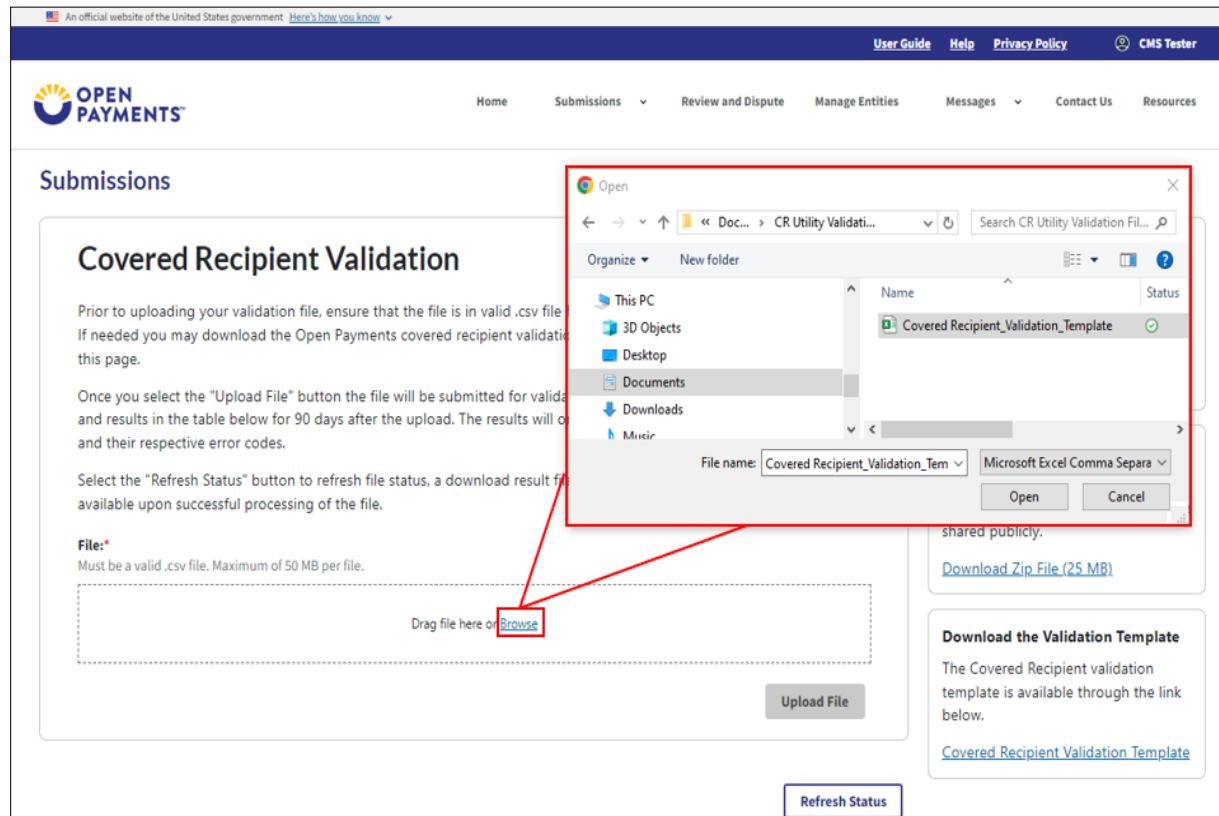 An official website of the United States government Here's how you know
User Guide Help Privacy Policy CMS Tester
OPEN
PAYMENTS™
Home Submissions Review and Dispute Manage Entities Messages Contact Us Resources
Submissions
Covered Recipient Validation
Prior to uploading your validation file, ensure that the file is in valid .csv file
If needed you may download the Open Payments covered recipient
this page.
Once you select the "Upload File" button the file will be submitted for
and results in the table below for 90 days after the upload. The results will
and their respective error codes.
Select the "Refresh Status" button to refresh file status, a download result
available upon successful processing of the file.
File:*
Must be a valid .csv file. Maximum of 50 MB per file.
Drag file here or Browse
Upload File
Refresh Status
Open
« Doc... › CR Utility Validati...
Search CR Utility Validation Fil...
Organize New folder
This PC
3D Objects
Desktop
Documents
Downloads
Music
Name Status
Covered Recipient_Validation_Template
File name: Covered Recipient_Validation_Tem
Microsoft Excel Comma Separa
Open Cancel
shared publicly.
Download Zip File (25 MB)
Download the Validation Template
The Covered Recipient validation
template is available through the link
below.
Covered Recipient Validation Template